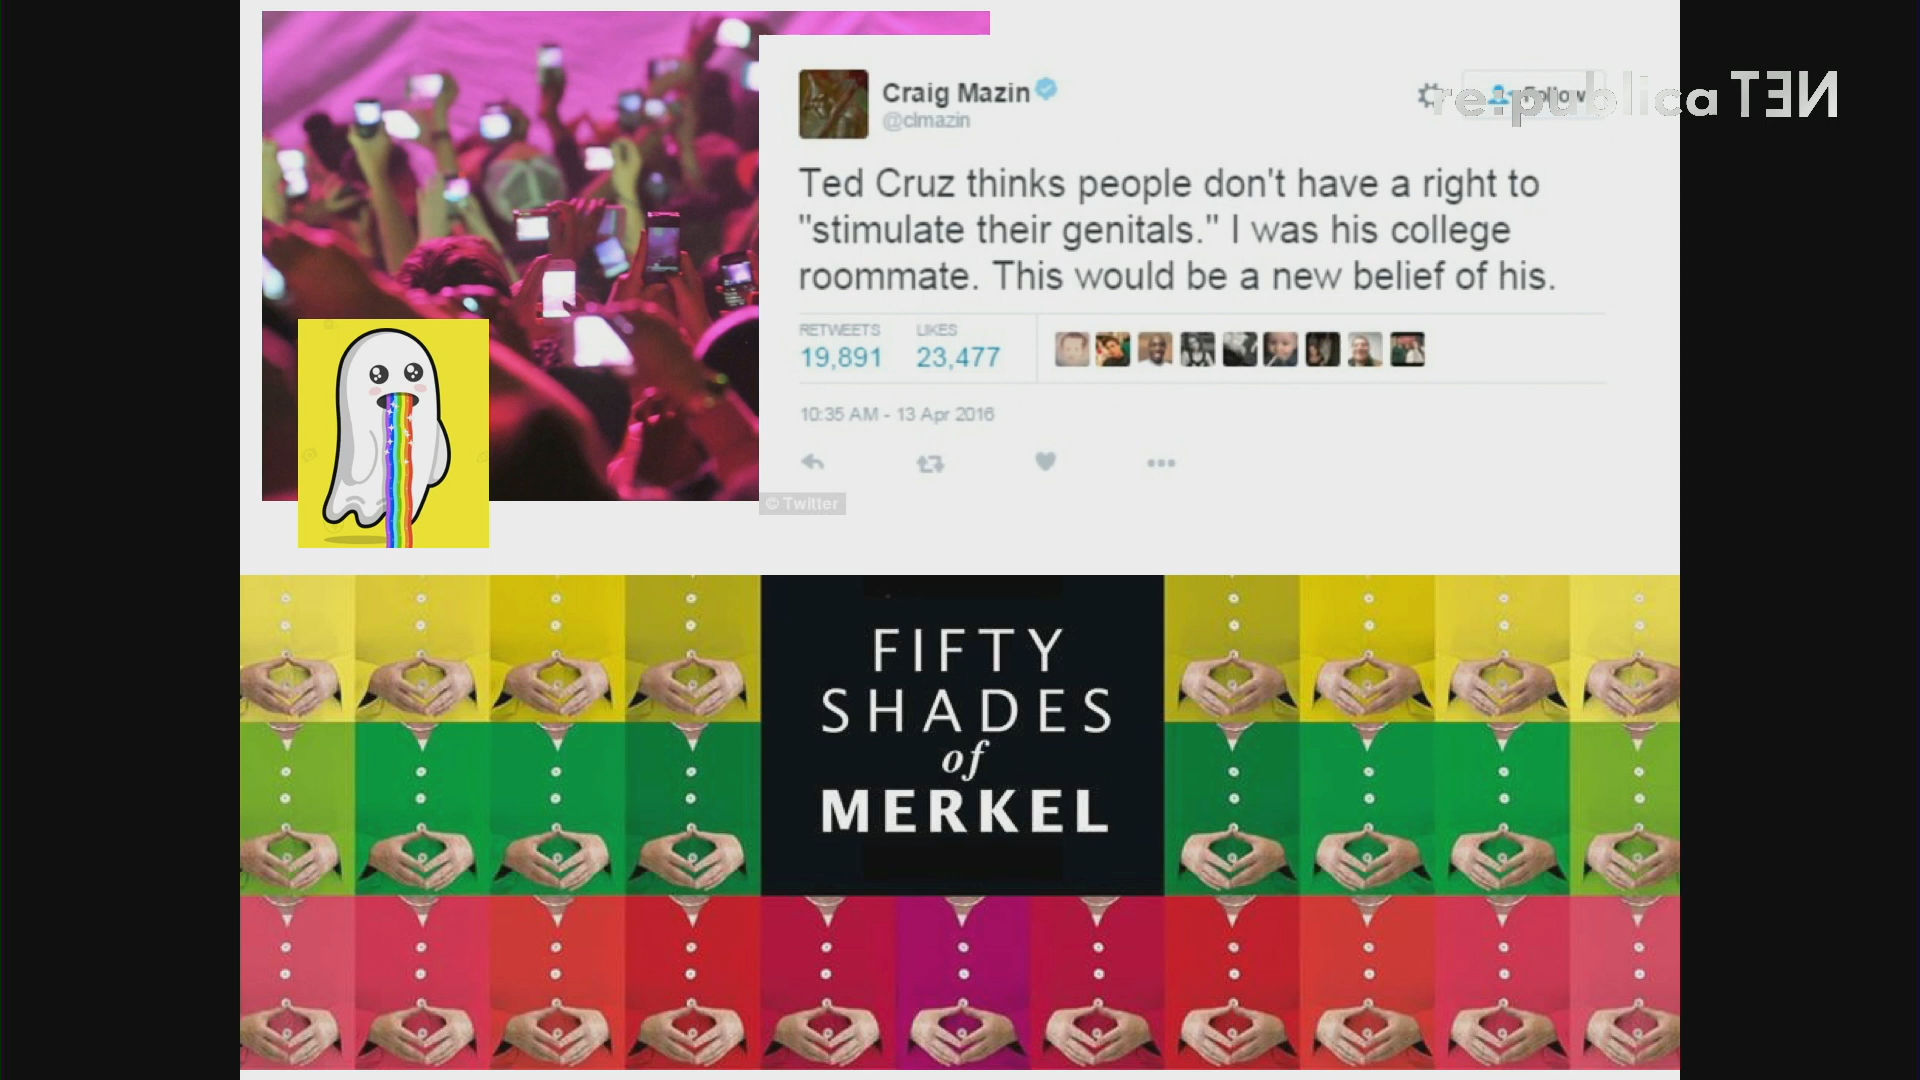 Craig Mazin
@clmazin
Follow
re:publica TEN
Ted Cruz thinks people don't have a right to
"stimulate their genitals." I was his college
roommate. This would be a new belief of his.
RETWEETS LIKES
19,891 23,477
10:35 AM - 13 Apr 2016
© Twitter
FIFTY
SHADES
of
MERKEL